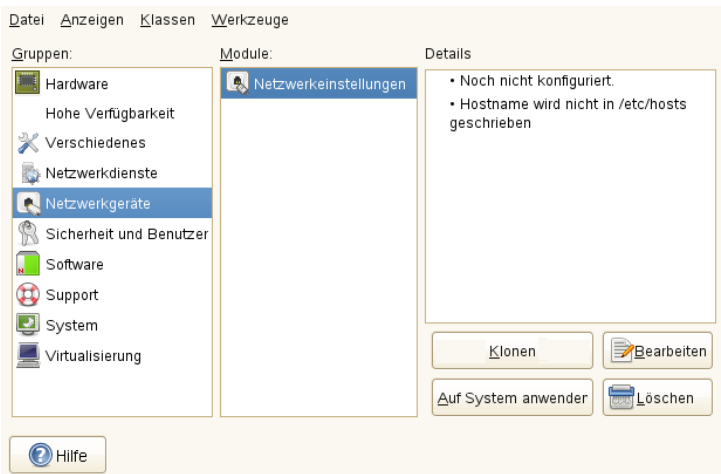 Datei Anzeigen Klassen Werkzeuge
Gruppen:
Hardware
Hohe Verfügbarkeit
Verschiedenes
Netzwerkdienste
Netzwerkgeräte
Sicherheit und Benutzer
Software
Support
System
Virtualisierung
Module:
Netzwerkeinstellungen
Details
• Noch nicht konfiguriert.
• Hostname wird nicht in /etc/hosts
geschrieben
Klonen
Bearbeiten
Auf System anwender
Löschen
Hilfe